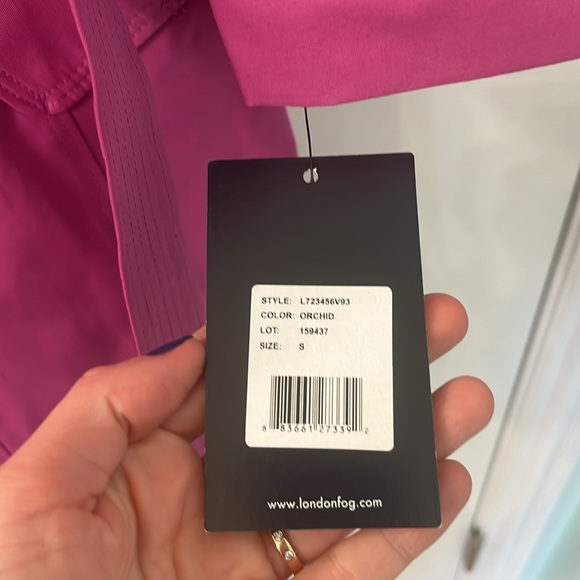 STYLE: L723456V93
COLOR: ORCHID
LOT: 159437
SIZE: S
8 83661 27339 2
www.londonfog.com